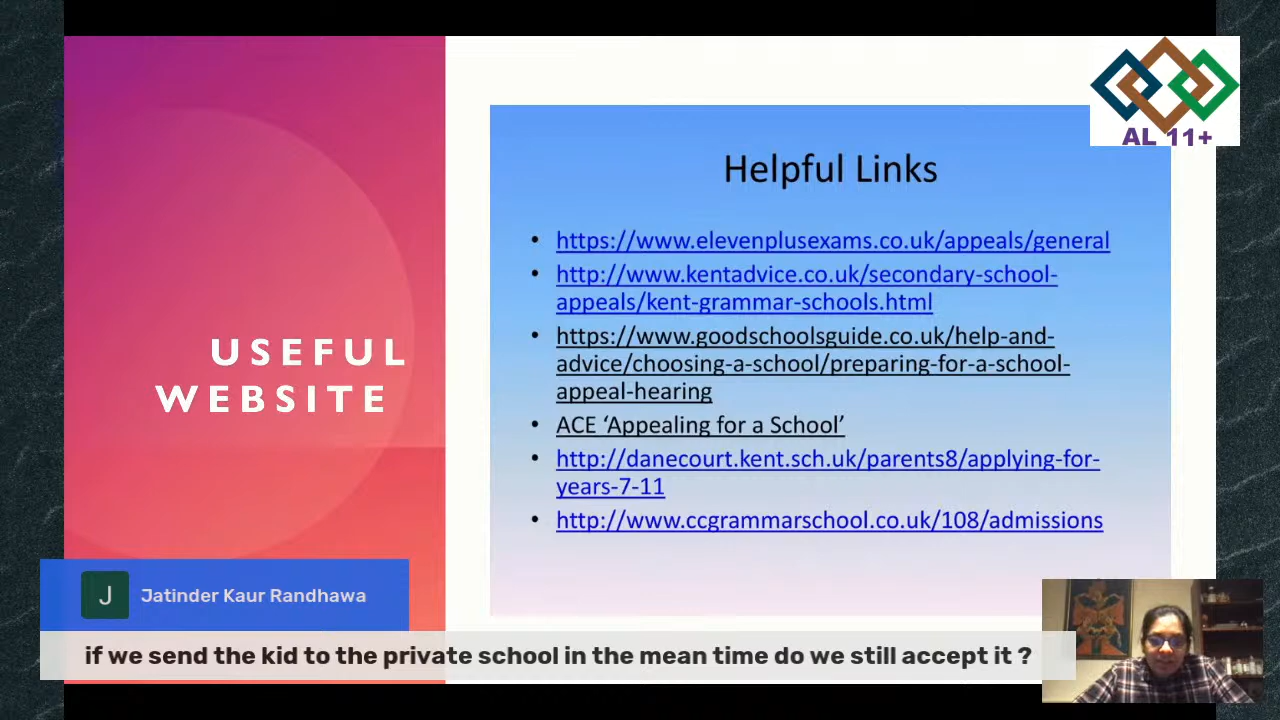 AL 11+
Helpful Links
• https://www.elevenplusexams.co.uk/appeals/general
• http://www.kentadvice.co.uk/secondary-school-
appeals/kent-grammar-schools.html
• https://www.goodschoolsguide.co.uk/help-and-
advice/choosing-a-school/preparing-for-a-school-
appeal-hearing
• ACE ‘Appealing for a School’
• http://danecourt.kent.sch.uk/parents8/applying-for-
years-7-11
• http://www.ccgrammarschool.co.uk/108/admissions
USEFUL
WEBSITE
J
Jatinder Kaur Randhawa
if we send the kid to the private school in the mean time do we still accept it ?